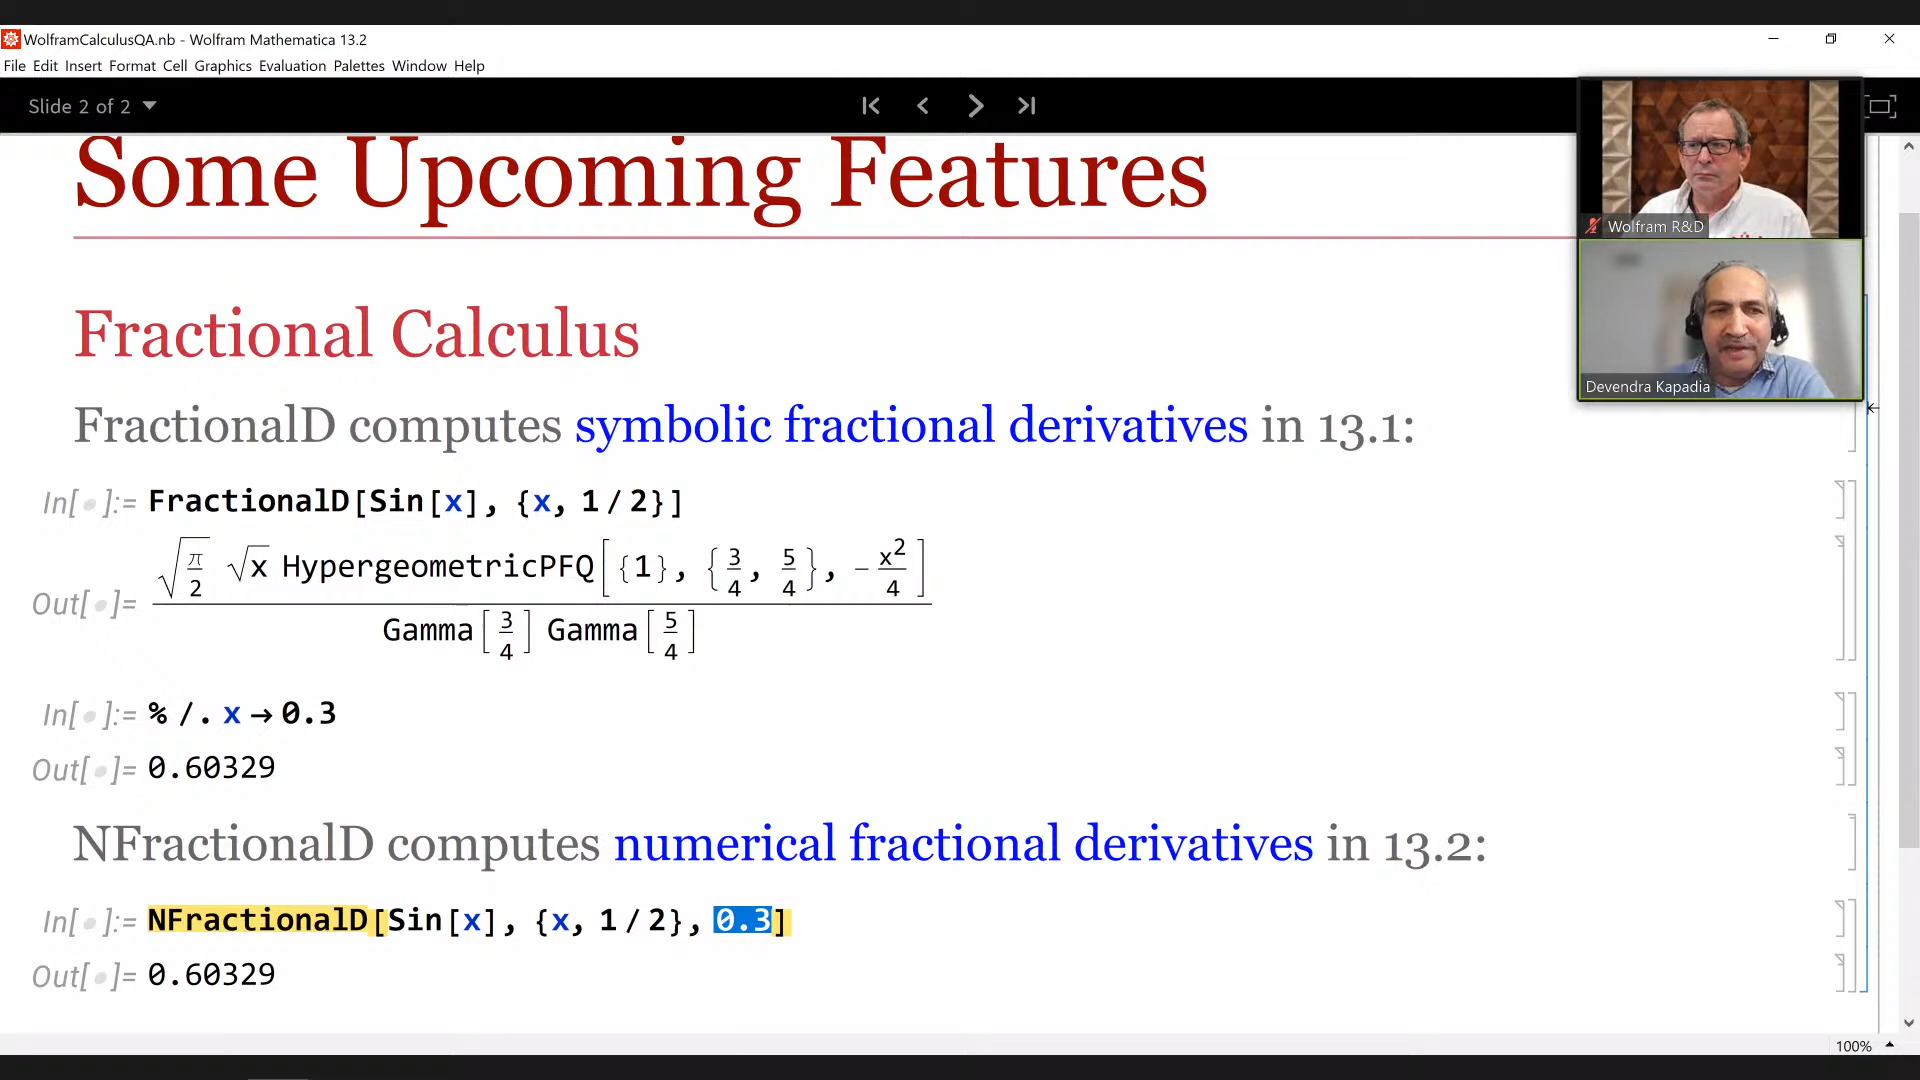 WolframCalculusQA.nb - Wolfram Mathematica 13.2
File Edit Insert Format Cell Graphics Evaluation Palettes Window Help
Slide 2 of 2
Some Upcoming Features
Wolfram R&D
Devendra Kapadia
Fractional Calculus
FractionalD computes symbolic fractional derivatives in 13.1:
In[•]:= FractionalD[Sin[x], {x, 1/2}]
Out[•]= √(π/2) √x HypergeometricPFQ[{1}, {3/4, 5/4}, -x²/4]
Gamma[3/4] Gamma[5/4]
In[•]:= % /. x → 0.3
Out[•]= 0.60329
NFractionalD computes numerical fractional derivatives in 13.2:
In[•]:= NFractionalD[Sin[x], {x, 1/2}, 0.3]
Out[•]= 0.60329
100%